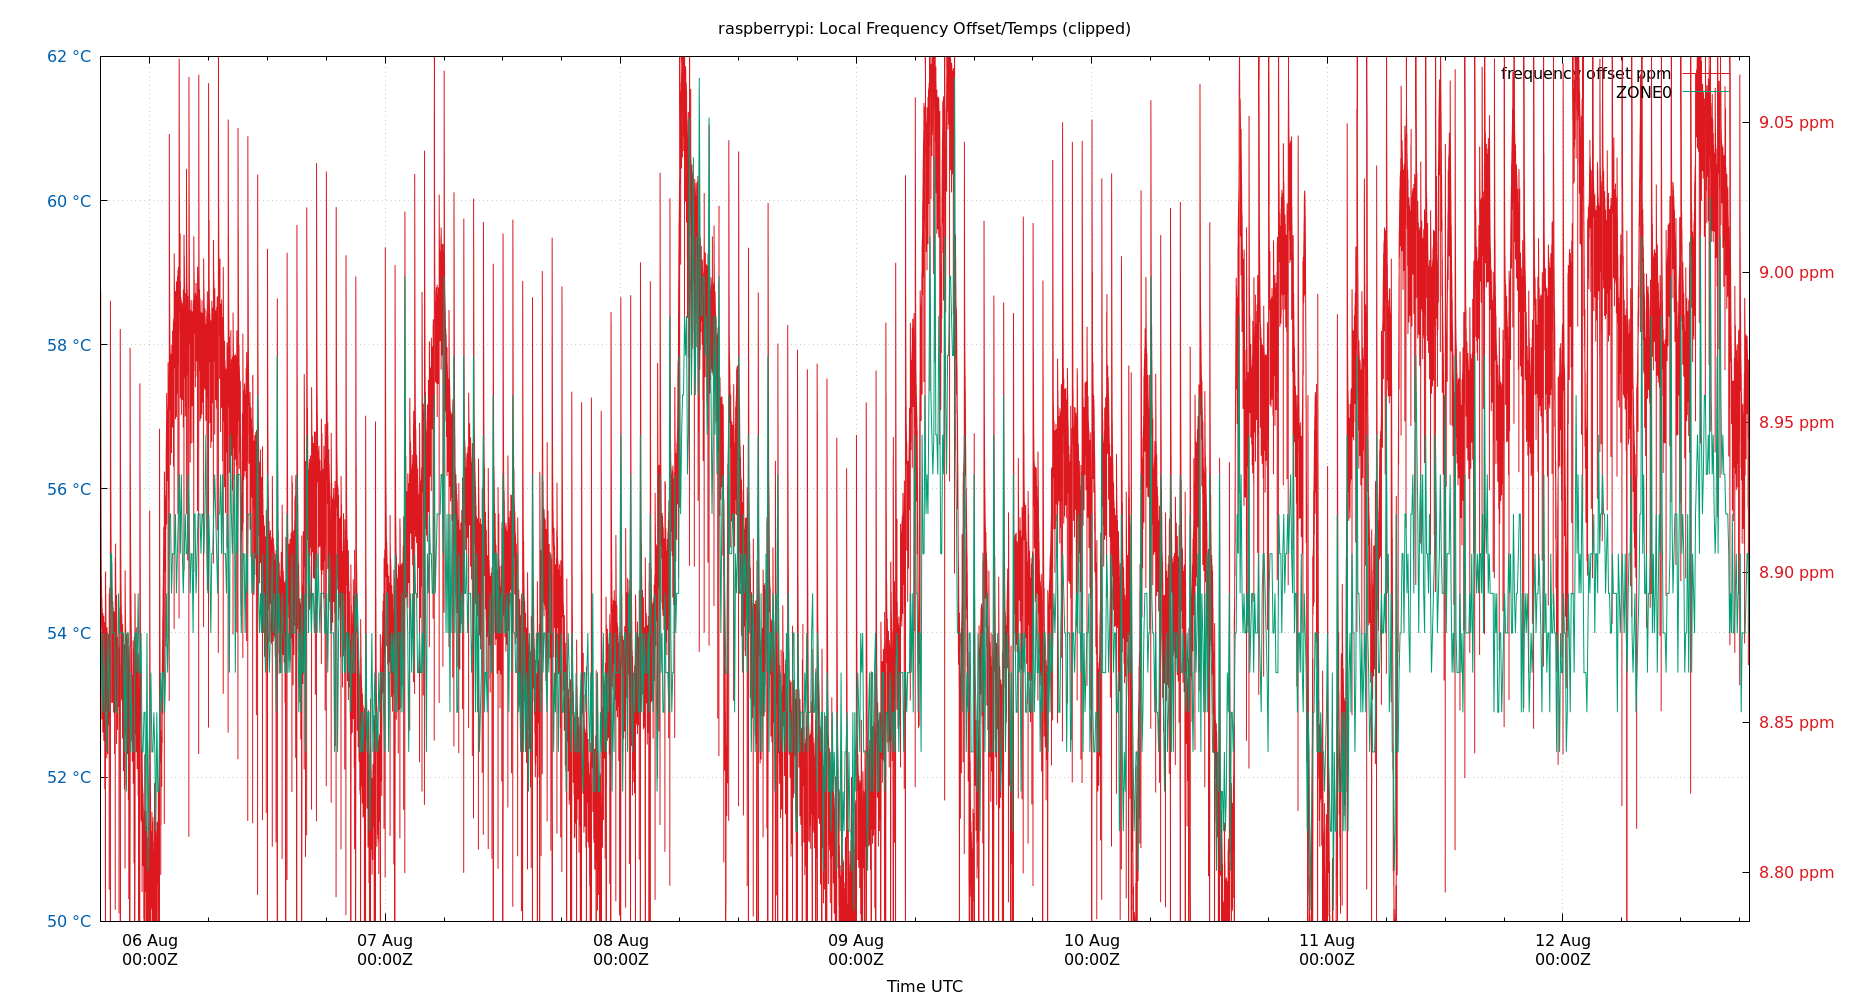 raspberrypi: Local Frequency Offset/Temps (clipped)
62 °C
60 °C
58 °C
56 °C
54 °C
52 °C
50 °C
frequency offset ppm
ZONE0
9.05 ppm
9.00 ppm
8.95 ppm
8.90 ppm
8.85 ppm
8.80 ppm
06 Aug
00:00Z
07 Aug
00:00Z
08 Aug
00:00Z
09 Aug
00:00Z
10 Aug
00:00Z
11 Aug
00:00Z
12 Aug
00:00Z
Time UTC